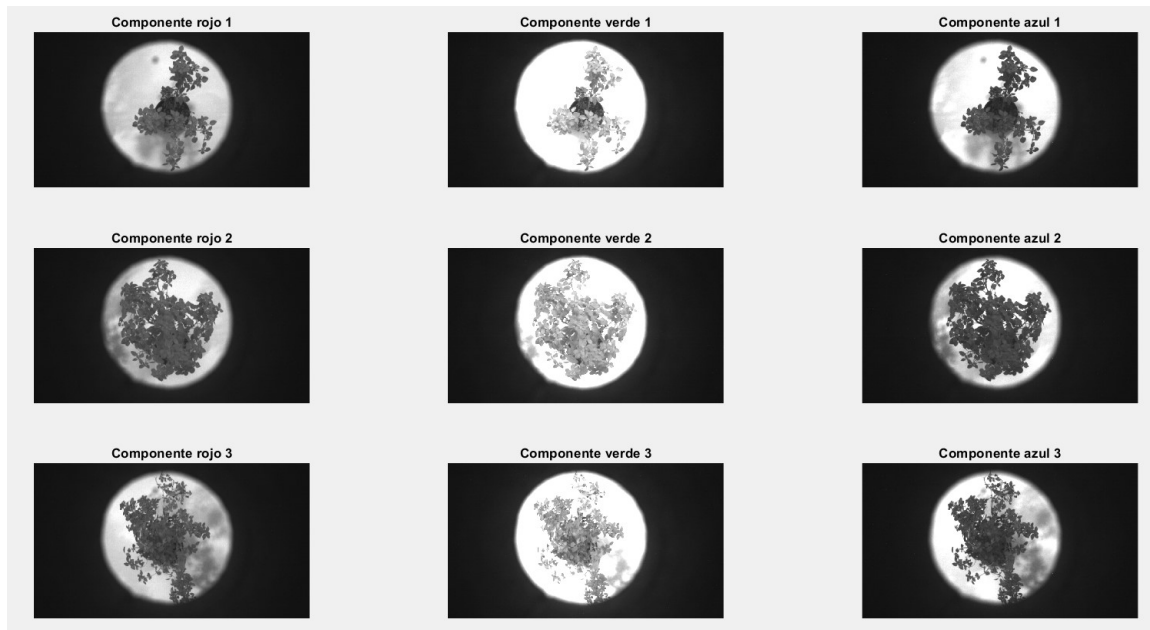 Componente rojo 1
Componente verde 1
Componente azul 1
Componente rojo 2
Componente verde 2
Componente azul 2
Componente rojo 3
Componente verde 3
Componente azul 3